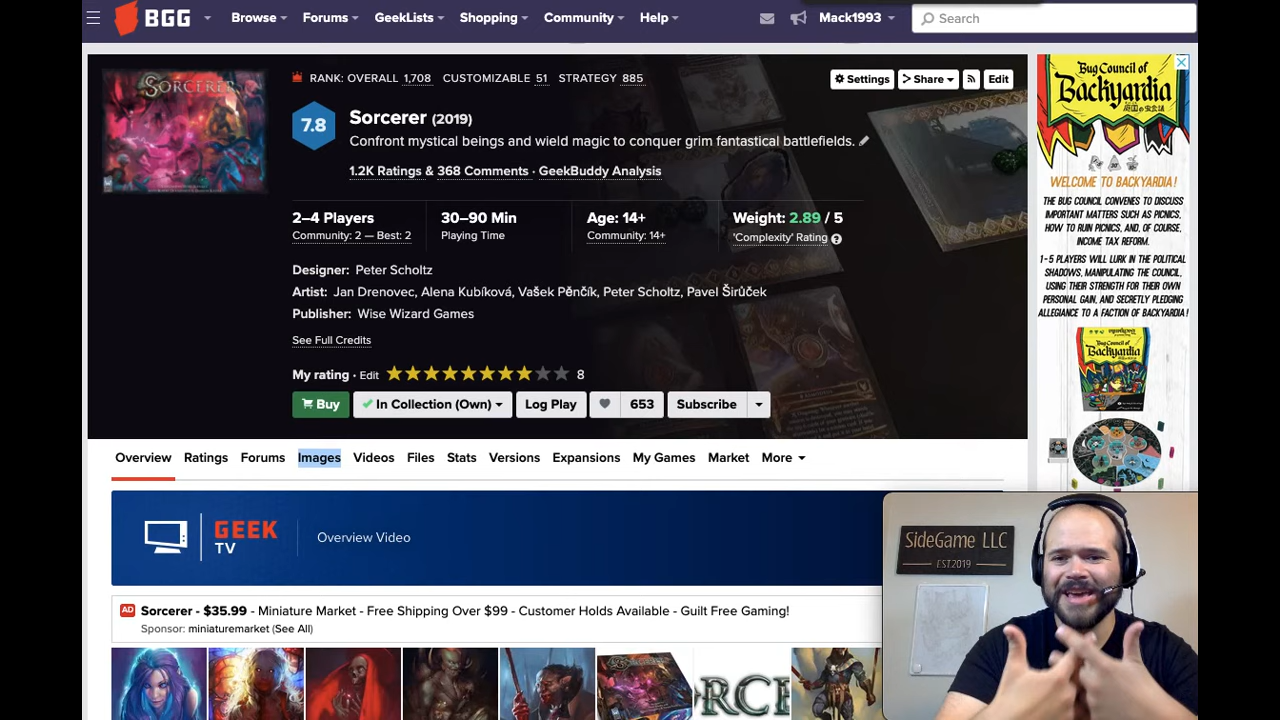 BGG
Browse
Forums
GeekLists
Shopping
Community
Help
Mack1993
Search
SORCERER
RANK: OVERALL 1,708 CUSTOMIZABLE 51 STRATEGY 885
Settings
Share
Edit
7.8
Sorcerer (2019)
Confront mystical beings and wield magic to conquer grim fantastical battlefields.
1.2K Ratings & 368 Comments · GeekBuddy Analysis
2–4 Players
Community: 2 — Best: 2
30–90 Min
Playing Time
Age: 14+
Community: 14+
Weight: 2.89 / 5
'Complexity' Rating
Designer: Peter Scholtz
Artist: Jan Drenovec, Alena Kubíková, Vašek Pěnčík, Peter Scholtz, Pavel Širůček
Publisher: Wise Wizard Games
See Full Credits
My rating · Edit
8
Buy
In Collection (Own)
Log Play
653
Subscribe
Overview Ratings Forums Images Videos Files Stats Versions Expansions My Games Market More
GEEK
TV
Overview Video
AD Sorcerer - $35.99 - Miniature Market - Free Shipping Over $99 - Customer Holds Available - Guilt Free Gaming!
Sponsor: miniaturemarket (See All)
Bug Council of
Backyardia
WELCOME TO BACKYARDIA!
THE BUG COUNCIL CONVENES TO DISCUSS
IMPORTANT MATTERS SUCH AS PICNICS,
HOW TO RUIN PICNICS, AND, OF COURSE,
INCOME TAX REFORM.
1-5 PLAYERS WILL LURK IN THE POLITICAL
SHADOWS, MANIPULATING THE COUNCIL,
USING THEIR STRENGTH FOR THEIR OWN
PERSONAL GAIN, AND SECRETLY PLEDGING
ALLEGIANCE TO A FACTION OF BACKYARDIA!
Bug Council of
Backyardia
SideGame LLC
EST.2019